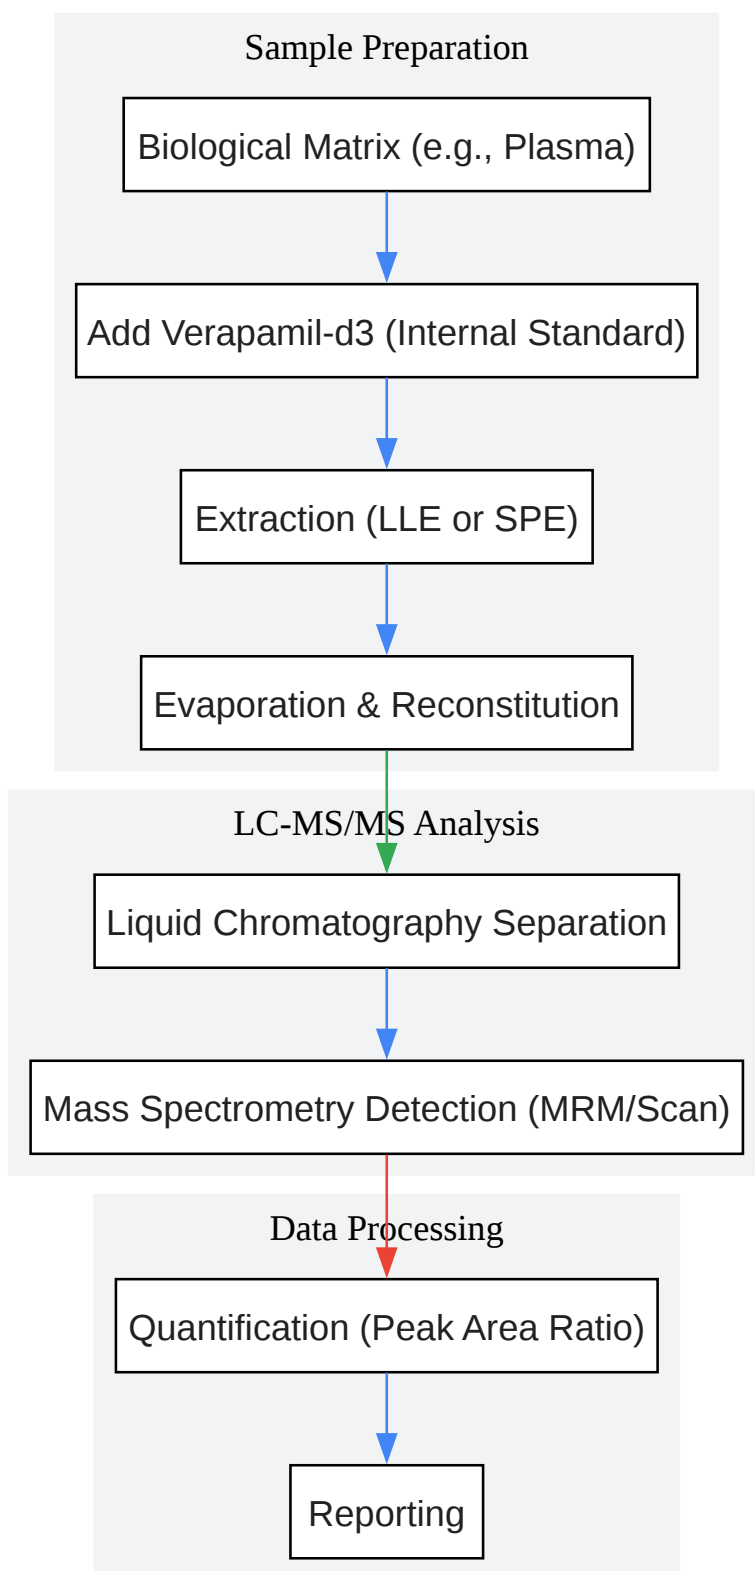 Sample Preparation
Biological Matrix (e.g., Plasma)
Add Verapamil-d3 (Internal Standard)
Extraction (LLE or SPE)
Evaporation & Reconstitution
LC-MS/MS Analysis
Liquid Chromatography Separation
Mass Spectrometry Detection (MRM/Scan)
Data Processing
Quantification (Peak Area Ratio)
Reporting